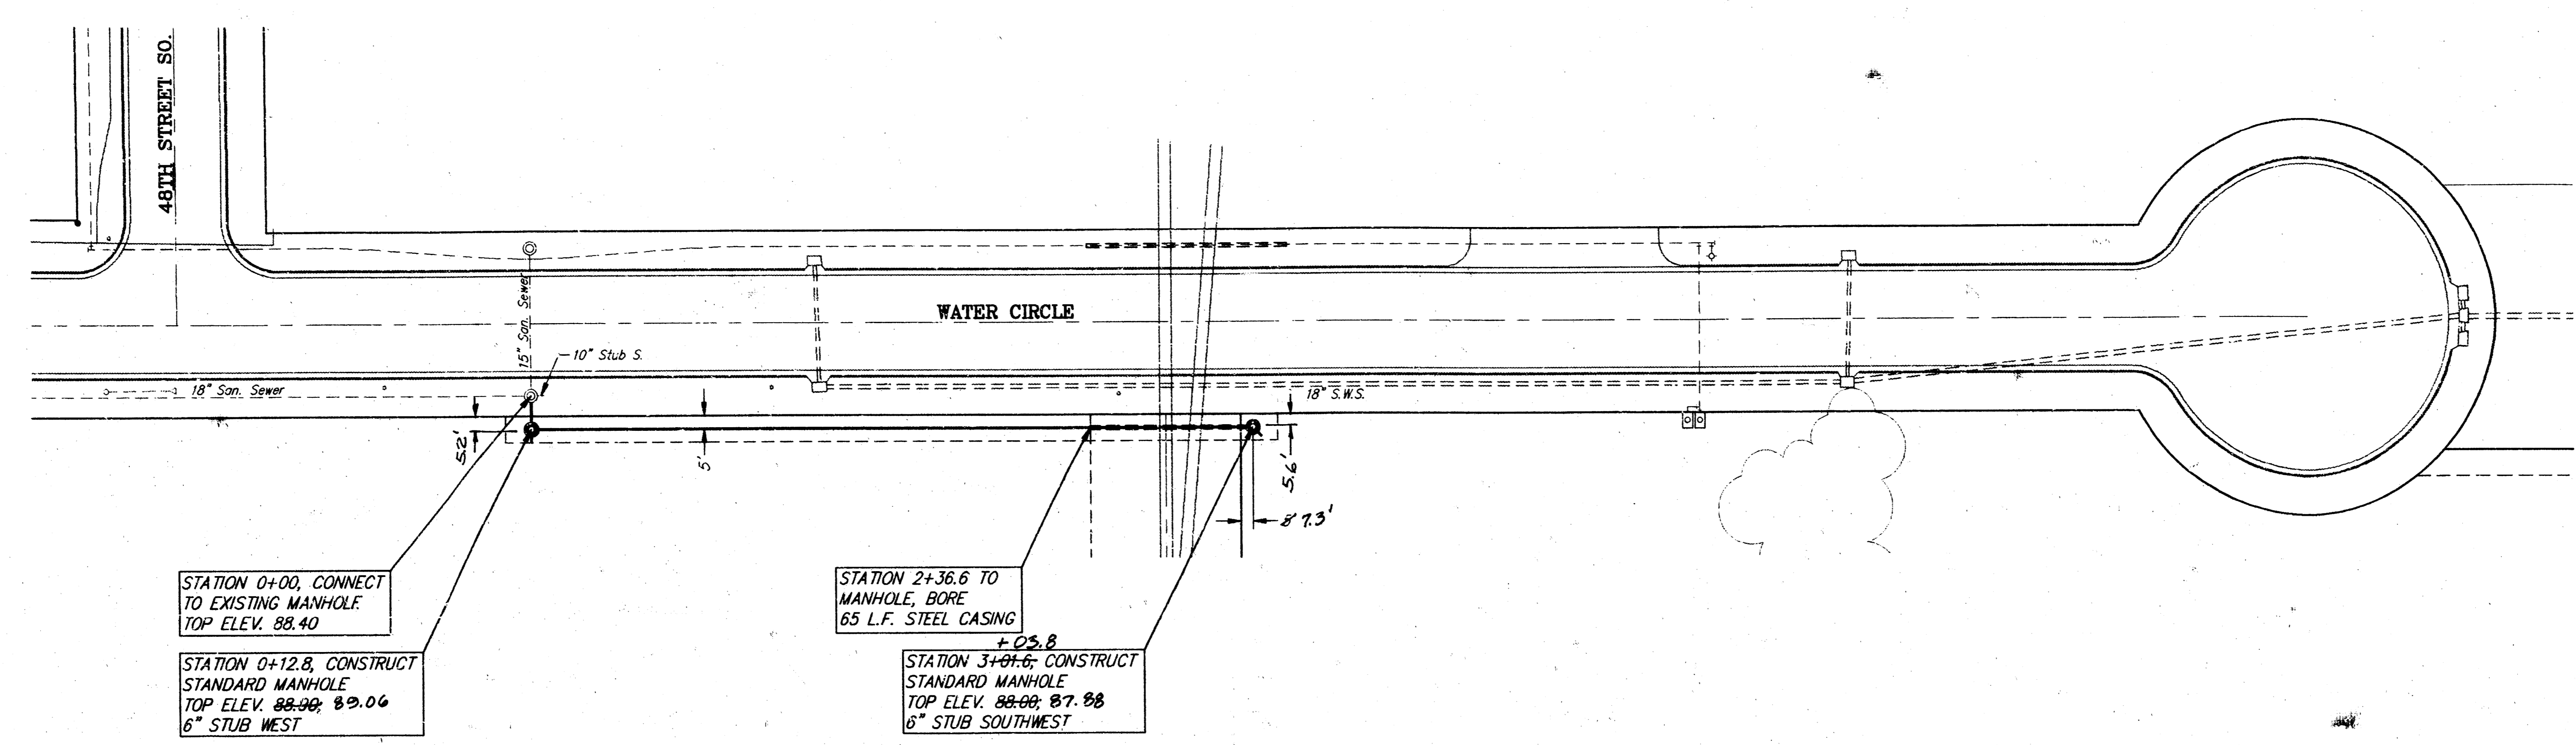 48TH STREET SO.
15" San. Sewer
WATER CIRCLE
10" Stub S.
18" San. Sewer
18" S.W.S.
5.2'
5'
5.6'
8' 7.3'
STATION 0+00, CONNECT
TO EXISTING MANHOLE.
TOP ELEV. 88.40
STATION 0+12.8, CONSTRUCT
STANDARD MANHOLE
TOP ELEV. 88.90; 89.06
6" STUB WEST
STATION 2+36.6 TO
MANHOLE, BORE
65 L.F. STEEL CASING
+03.8
STATION 3+01.6, CONSTRUCT
STANDARD MANHOLE
TOP ELEV. 88.00; 87.88
6" STUB SOUTHWEST